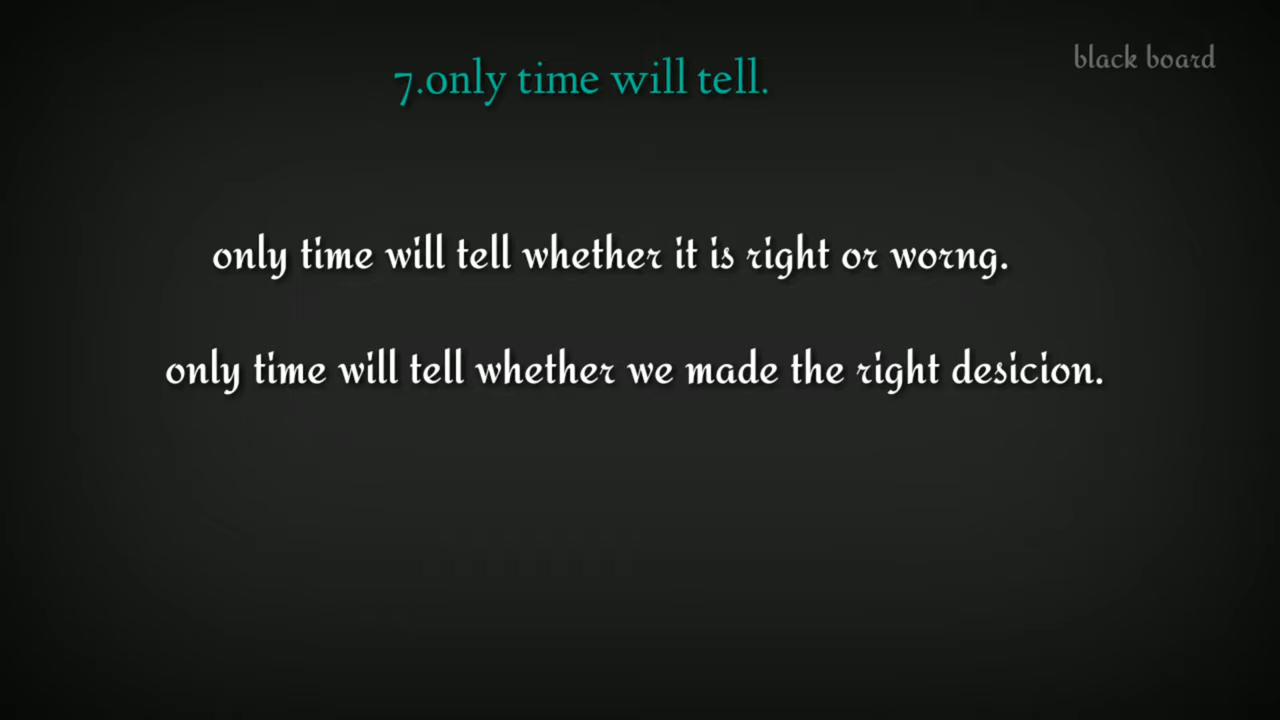 black board
7.only time will tell.
only time will tell whether it is right or worng.
only time will tell whether we made the right desicion.